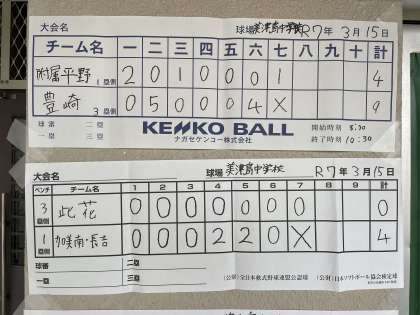 大会名 球場 美津島中学校 R7年 3月15日
チーム名 一 二 三 四 五 六 七 八 九 十 計
附属平野 1塁側 2 0 1 0 0 0 1 4
豊崎 3塁側 0 5 0 0 0 4 X 9
球審 二塁
一塁 三塁
KENKO BALL
ナガセケンコー株式会社
開始時刻 8:30
終了時刻 10:30
大会名 球場 美津島中学校 R7年 3月15日
ベンチ チーム名 1 2 3 4 5 6 7 8 9 10 計
3塁側 此花 0 0 0 0 0 0 0 0
1塁側 加美南・長吉 0 0 0 2 2 0 X 4
球審 二塁
一塁 三塁
(公財)全日本軟式野球連盟公認球 (公財)日本ソフトボール協会検定球